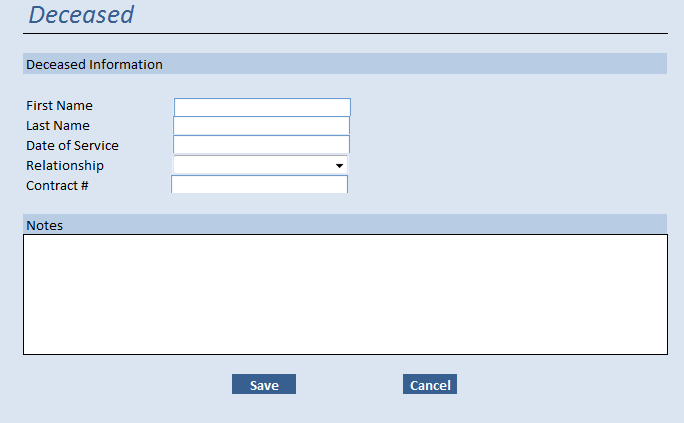 Deceased
Deceased Information
First Name
Last Name
Date of Service
Relationship
Contract #
Notes
Save
Cancel